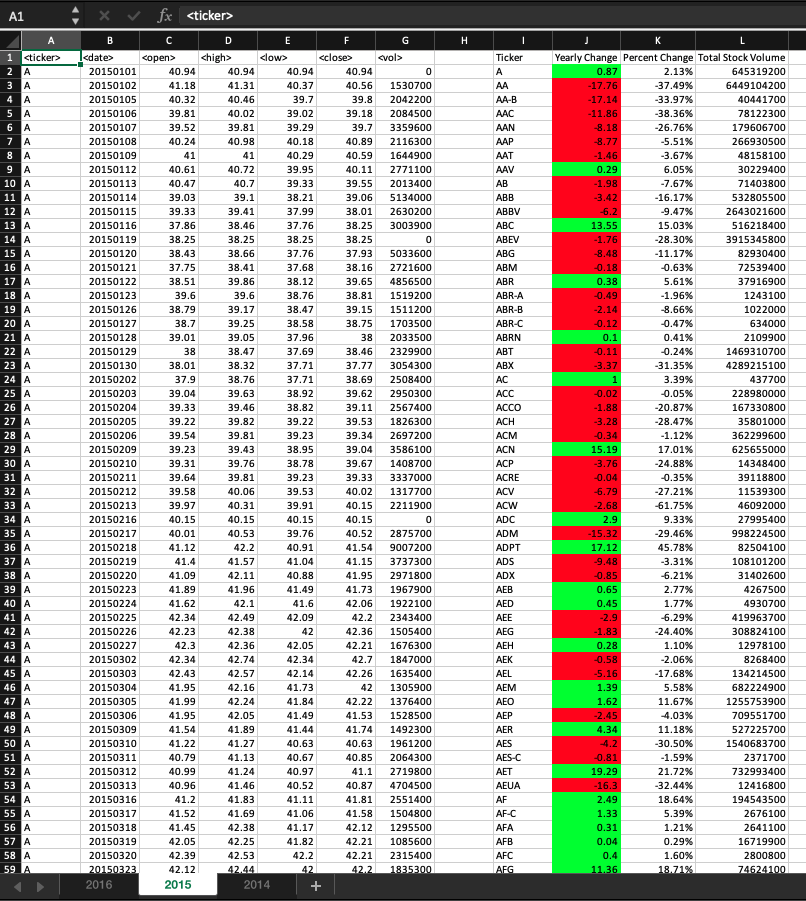 A1 fx <ticker>
A B C D E F G H I J K L
1 <ticker> <date> <open> <high> <low> <close> <vol> Ticker Yearly Change Percent Change Total Stock Volume
2 A 20150101 40.94 40.94 40.94 40.94 0 A 0.87 2.13% 645319200
3 A 20150102 41.18 41.31 40.37 40.56 1530700 AA -17.76 -37.49% 6449104200
4 A 20150105 40.32 40.46 39.7 39.8 2042200 AA-B -17.14 -33.97% 40441700
5 A 20150106 39.81 40.02 39.02 39.18 2084500 AAC -11.86 -38.36% 78122300
6 A 20150107 39.52 39.81 39.29 39.7 3359600 AAN -8.18 -26.76% 179606700
7 A 20150108 40.24 40.98 40.18 40.89 2116300 AAP -8.77 -5.51% 266930500
8 A 20150109 41 41 40.29 40.59 1644900 AAT -1.46 -3.67% 48158100
9 A 20150112 40.61 40.72 39.95 40.11 2771100 AAV 0.29 6.05% 30229400
10 A 20150113 40.47 40.7 39.33 39.55 2013400 AB -1.98 -7.67% 71403800
11 A 20150114 39.03 39.1 38.21 39.06 5134000 ABB -3.42 -16.17% 532805500
12 A 20150115 39.33 39.41 37.99 38.01 2630200 ABBV -6.2 -9.47% 2643021600
13 A 20150116 37.86 38.46 37.76 38.25 3003900 ABC 13.55 15.03% 516218400
14 A 20150119 38.25 38.25 38.25 38.25 0 ABEV -1.76 -28.30% 3915345800
15 A 20150120 38.43 38.66 37.76 37.93 5033600 ABG -8.48 -11.17% 82930400
16 A 20150121 37.75 38.41 37.68 38.16 2721600 ABM -0.18 -0.63% 72539400
17 A 20150122 38.51 39.86 38.12 39.65 4856500 ABR 0.38 5.61% 37916900
18 A 20150123 39.6 39.6 38.76 38.81 1519200 ABR-A -0.49 -1.96% 1243100
19 A 20150126 38.79 39.17 38.47 39.15 1511200 ABR-B -2.14 -8.66% 1022000
20 A 20150127 38.7 39.25 38.58 38.75 1703500 ABR-C -0.12 -0.47% 634000
21 A 20150128 39.01 39.05 37.96 38 2033500 ABRN 0.1 0.41% 2109900
22 A 20150129 38 38.47 37.69 38.46 2329900 ABT -0.11 -0.24% 1469310700
23 A 20150130 38.01 38.32 37.71 37.77 3054300 ABX -3.37 -31.35% 4289215100
24 A 20150202 37.9 38.76 37.71 38.69 2508400 AC 1 3.39% 437700
25 A 20150203 39.04 39.63 38.92 39.62 2950300 ACC -0.02 -0.05% 228980000
26 A 20150204 39.33 39.46 38.82 39.11 2567400 ACCO -1.88 -20.87% 167330800
27 A 20150205 39.22 39.82 39.22 39.53 1826300 ACH -3.28 -28.47% 35801000
28 A 20150206 39.54 39.81 39.23 39.34 2697200 ACM -0.34 -1.12% 362299600
29 A 20150209 39.23 39.43 38.95 39.04 3586100 ACN 15.19 17.01% 625655000
30 A 20150210 39.31 39.76 38.78 39.67 1408700 ACP -3.76 -24.88% 14348400
31 A 20150211 39.64 39.81 39.23 39.33 3337000 ACRE -0.04 -0.35% 39118800
32 A 20150212 39.58 40.06 39.53 40.02 1317700 ACV -6.79 -27.21% 11539300
33 A 20150213 39.97 40.31 39.91 40.15 2211900 ACW -2.68 -61.75% 46092000
34 A 20150216 40.15 40.15 40.15 40.15 0 ADC 2.9 9.33% 27995400
35 A 20150217 40.01 40.53 39.76 40.52 2875700 ADM -15.32 -29.46% 998224500
36 A 20150218 41.12 42.2 40.91 41.54 9007200 ADPT 17.12 45.78% 82504100
37 A 20150219 41.4 41.57 41.04 41.15 3737300 ADS -9.48 -3.31% 108101200
38 A 20150220 41.09 42.11 40.88 41.95 2971800 ADX -0.85 -6.21% 31402600
39 A 20150223 41.89 41.96 41.49 41.73 1967900 AEB 0.65 2.77% 4267500
40 A 20150224 41.62 42.1 41.6 42.06 1922100 AED 0.45 1.77% 4930700
41 A 20150225 42.34 42.49 42.09 42.2 2343400 AEE -2.9 -6.29% 419963700
42 A 20150226 42.23 42.38 42 42.36 1505400 AEG -1.83 -24.40% 308824100
43 A 20150227 42.3 42.36 42.05 42.21 1676300 AEH 0.28 1.10% 12978100
44 A 20150302 42.34 42.74 42.34 42.7 1847000 AEK -0.58 -2.06% 8268400
45 A 20150303 42.43 42.57 42.14 42.26 1635400 AEL -5.16 -17.68% 134214500
46 A 20150304 41.95 42.16 41.73 42 1305900 AEM 1.39 5.58% 682224900
47 A 20150305 41.99 42.24 41.84 42.22 1376400 AEO 1.62 11.67% 1255753900
48 A 20150306 41.95 42.05 41.49 41.53 1528500 AEP -2.45 -4.03% 709551700
49 A 20150309 41.54 41.89 41.44 41.74 1492300 AER 4.34 11.18% 527225700
50 A 20150310 41.22 41.27 40.63 40.63 1961200 AES -4.2 -30.50% 1540683700
51 A 20150311 40.79 41.13 40.67 40.85 2064300 AES-C -0.81 -1.59% 2371700
52 A 20150312 40.99 41.24 40.97 41.1 2719800 AET 19.29 21.72% 732993400
53 A 20150313 40.96 41.46 40.52 40.87 4704500 AEUA -16.3 -32.44% 12416800
54 A 20150316 41.2 41.83 41.11 41.81 2551400 AF 2.49 18.64% 194543500
55 A 20150317 41.52 41.69 41.06 41.58 1504800 AF-C 1.33 5.39% 2676100
56 A 20150318 41.45 42.38 41.17 42.12 1295500 AFA 0.31 1.21% 2641100
57 A 20150319 42.05 42.25 41.82 42.21 1085600 AFB 0.04 0.29% 16719900
58 A 20150320 42.39 42.53 42.2 42.21 2315400 AFC 0.4 1.60% 2800800
59 A 20150323 42.12 42.44 42 42.2 1835300 AFG 11.36 18.71% 74624100
2016 2015 2014 +